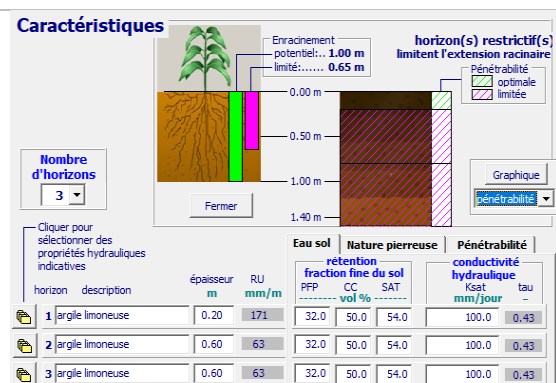 Caractéristiques
Enracinement
potentiel:.. 1.00 m
limité:...... 0.65 m
horizon(s) restrictif(s)
limitent l'extension racinaire
Pénétrabilité
optimale
limitée
0.00 m
0.50 m
1.00 m
1.40 m
Nombre
d'horizons
3
Fermer
Graphique
pénétrabilité
Cliquer pour
sélectionner des
propriétés hydrauliques
indicatives
Eau sol Nature pierreuse Pénétrabilité
rétention
fraction fine du sol
conductivité
hydraulique
horizon description épaisseur RU PFP CC SAT Ksat tau
m mm/m -------- vol % ------- mm/jour –
1 argile limoneuse 0.20 171 32.0 50.0 54.0 100.0 0.43
2 argile limoneuse 0.60 63 32.0 50.0 54.0 100.0 0.43
3 argile limoneuse 0.60 63 32.0 50.0 54.0 100.0 0.43